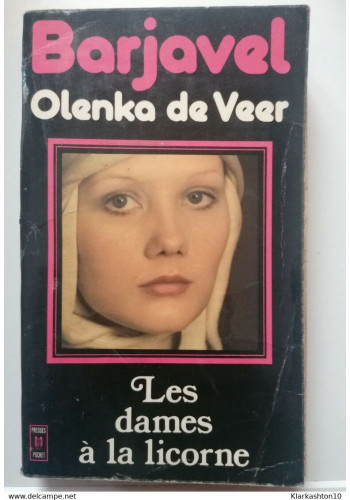 Barjavel
Olenka de Veer
Les
dames
à la licorne
PRESSES
POCKET
www.delcampe.net
Klarkashton10